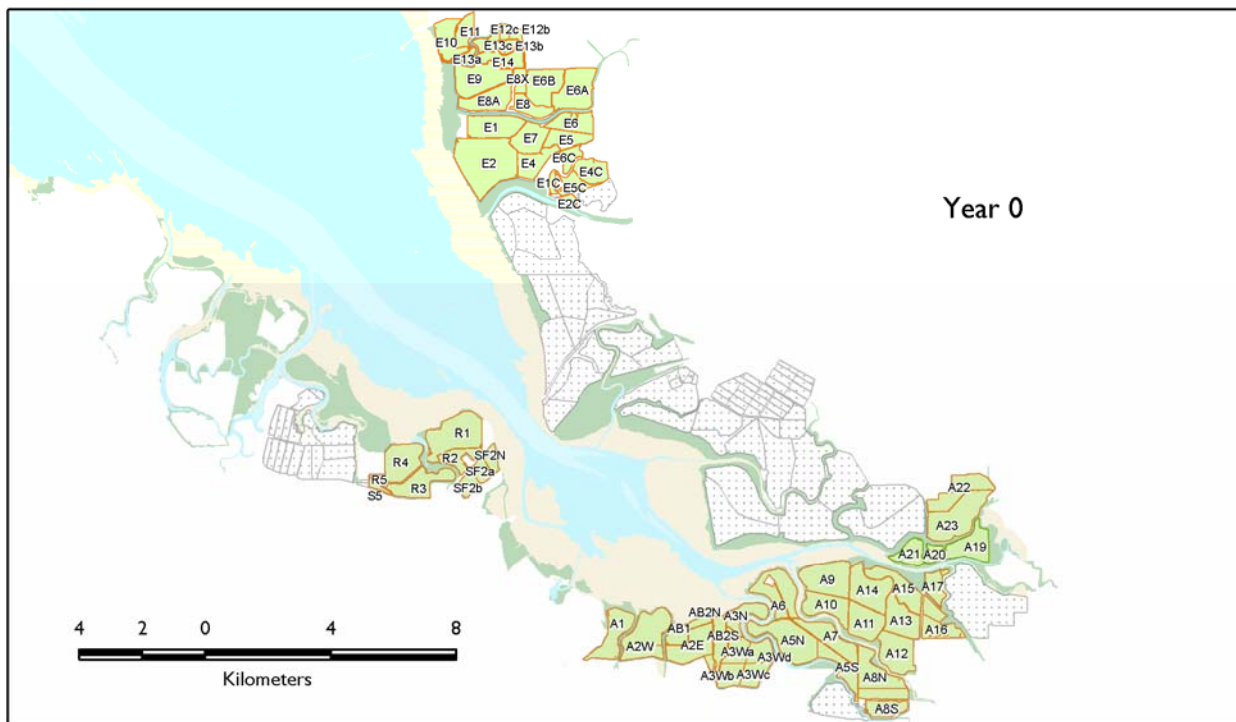 E11
E12c
E12b
E10
E13c
E13b
E13a
E14
E9
E8X
E6B
E6A
E8A
E8
E1
E6
E7
E5
E2
E4
E6C
E4C
E1C
E5C
E2C
Year 0
R1
R2
SF2N
R4
SF2a
R5
R3
SF2b
S5
A22
A23
A21
A20
A19
A9
A14
A15
A17
A6
A10
AB2N
A3N
A11
A13
A16
A1
AB1
AB2S
A5N
A7
A2W
A2E
A3Wa
A3Wd
A12
A3Wb
A3Wc
A5S
A8N
A8S
4 2 0 4 8
Kilometers